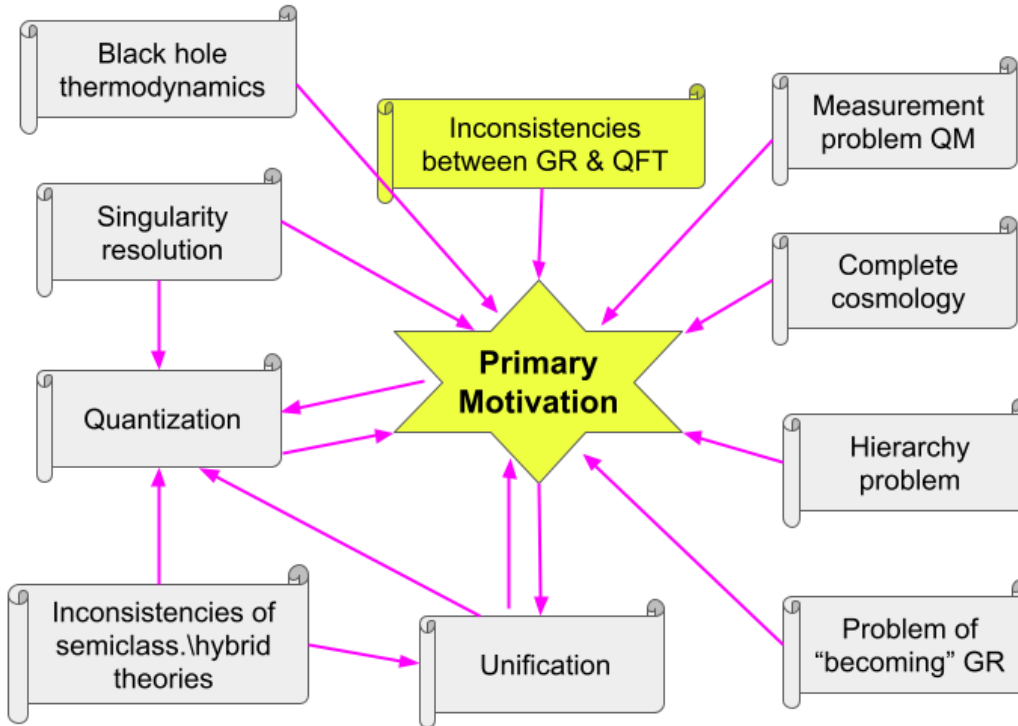 Black hole
thermodynamics
Inconsistencies
between GR & QFT
Measurement
problem QM
Singularity
resolution
Complete
cosmology
Primary
Motivation
Quantization
Hierarchy
problem
Inconsistencies of
semiclass.\hybrid
theories
Unification
Problem of
“becoming” GR